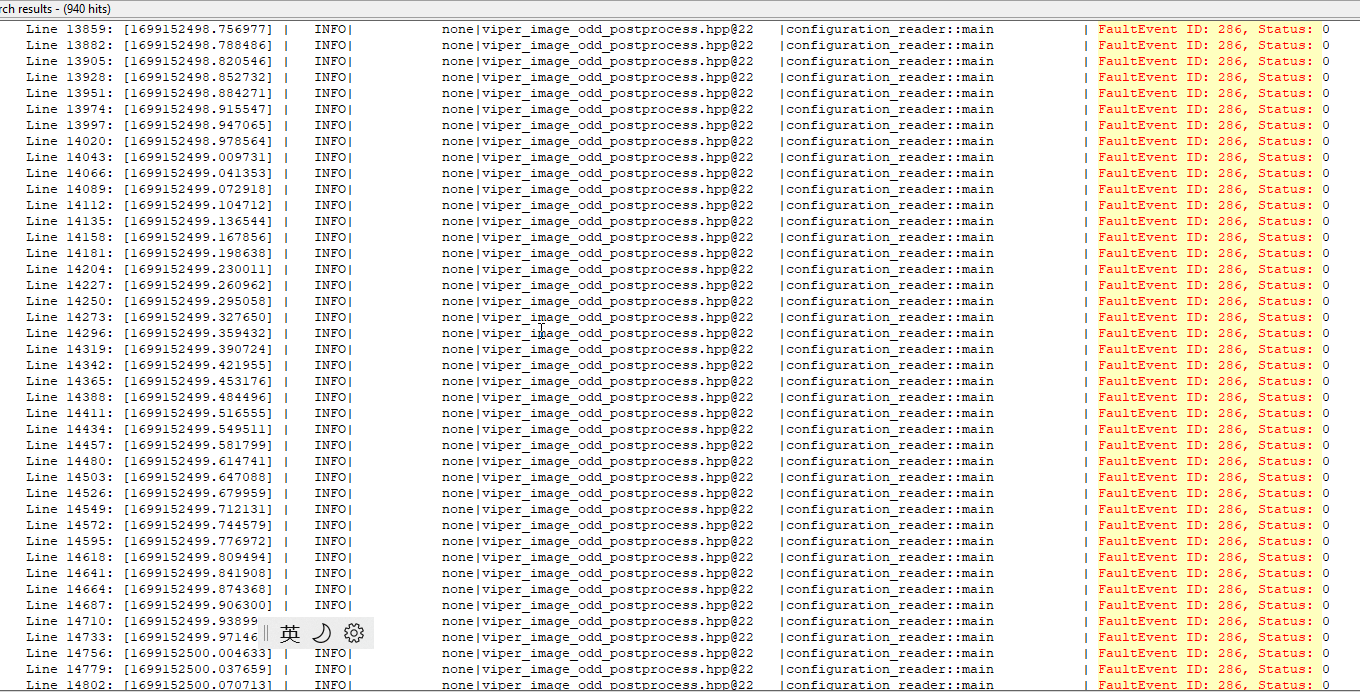 rch results - (940 hits)
Line 13859: [1699152498.756977] | INFO| none|viper_image_odd_postprocess.hpp@22 |configuration_reader::main | FaultEvent ID: 286, Status: 0
Line 13882: [1699152498.788486] | INFO| none|viper_image_odd_postprocess.hpp@22 |configuration_reader::main | FaultEvent ID: 286, Status: 0
Line 13905: [1699152498.820546] | INFO| none|viper_image_odd_postprocess.hpp@22 |configuration_reader::main | FaultEvent ID: 286, Status: 0
Line 13928: [1699152498.852732] | INFO| none|viper_image_odd_postprocess.hpp@22 |configuration_reader::main | FaultEvent ID: 286, Status: 0
Line 13951: [1699152498.884271] | INFO| none|viper_image_odd_postprocess.hpp@22 |configuration_reader::main | FaultEvent ID: 286, Status: 0
Line 13974: [1699152498.915547] | INFO| none|viper_image_odd_postprocess.hpp@22 |configuration_reader::main | FaultEvent ID: 286, Status: 0
Line 13997: [1699152498.947065] | INFO| none|viper_image_odd_postprocess.hpp@22 |configuration_reader::main | FaultEvent ID: 286, Status: 0
Line 14020: [1699152498.978564] | INFO| none|viper_image_odd_postprocess.hpp@22 |configuration_reader::main | FaultEvent ID: 286, Status: 0
Line 14043: [1699152499.009731] | INFO| none|viper_image_odd_postprocess.hpp@22 |configuration_reader::main | FaultEvent ID: 286, Status: 0
Line 14066: [1699152499.041353] | INFO| none|viper_image_odd_postprocess.hpp@22 |configuration_reader::main | FaultEvent ID: 286, Status: 0
Line 14089: [1699152499.072918] | INFO| none|viper_image_odd_postprocess.hpp@22 |configuration_reader::main | FaultEvent ID: 286, Status: 0
Line 14112: [1699152499.104712] | INFO| none|viper_image_odd_postprocess.hpp@22 |configuration_reader::main | FaultEvent ID: 286, Status: 0
Line 14135: [1699152499.136544] | INFO| none|viper_image_odd_postprocess.hpp@22 |configuration_reader::main | FaultEvent ID: 286, Status: 0
Line 14158: [1699152499.167856] | INFO| none|viper_image_odd_postprocess.hpp@22 |configuration_reader::main | FaultEvent ID: 286, Status: 0
Line 14181: [1699152499.198638] | INFO| none|viper_image_odd_postprocess.hpp@22 |configuration_reader::main | FaultEvent ID: 286, Status: 0
Line 14204: [1699152499.230011] | INFO| none|viper_image_odd_postprocess.hpp@22 |configuration_reader::main | FaultEvent ID: 286, Status: 0
Line 14227: [1699152499.260962] | INFO| none|viper_image_odd_postprocess.hpp@22 |configuration_reader::main | FaultEvent ID: 286, Status: 0
Line 14250: [1699152499.295058] | INFO| none|viper_image_odd_postprocess.hpp@22 |configuration_reader::main | FaultEvent ID: 286, Status: 0
Line 14273: [1699152499.327650] | INFO| none|viper_image_odd_postprocess.hpp@22 |configuration_reader::main | FaultEvent ID: 286, Status: 0
Line 14296: [1699152499.359432] | INFO| none|viper_image_odd_postprocess.hpp@22 |configuration_reader::main | FaultEvent ID: 286, Status: 0
Line 14319: [1699152499.390724] | INFO| none|viper_image_odd_postprocess.hpp@22 |configuration_reader::main | FaultEvent ID: 286, Status: 0
Line 14342: [1699152499.421955] | INFO| none|viper_image_odd_postprocess.hpp@22 |configuration_reader::main | FaultEvent ID: 286, Status: 0
Line 14365: [1699152499.453176] | INFO| none|viper_image_odd_postprocess.hpp@22 |configuration_reader::main | FaultEvent ID: 286, Status: 0
Line 14388: [1699152499.484496] | INFO| none|viper_image_odd_postprocess.hpp@22 |configuration_reader::main | FaultEvent ID: 286, Status: 0
Line 14411: [1699152499.516555] | INFO| none|viper_image_odd_postprocess.hpp@22 |configuration_reader::main | FaultEvent ID: 286, Status: 0
Line 14434: [1699152499.549511] | INFO| none|viper_image_odd_postprocess.hpp@22 |configuration_reader::main | FaultEvent ID: 286, Status: 0
Line 14457: [1699152499.581799] | INFO| none|viper_image_odd_postprocess.hpp@22 |configuration_reader::main | FaultEvent ID: 286, Status: 0
Line 14480: [1699152499.614741] | INFO| none|viper_image_odd_postprocess.hpp@22 |configuration_reader::main | FaultEvent ID: 286, Status: 0
Line 14503: [1699152499.647088] | INFO| none|viper_image_odd_postprocess.hpp@22 |configuration_reader::main | FaultEvent ID: 286, Status: 0
Line 14526: [1699152499.679959] | INFO| none|viper_image_odd_postprocess.hpp@22 |configuration_reader::main | FaultEvent ID: 286, Status: 0
Line 14549: [1699152499.712131] | INFO| none|viper_image_odd_postprocess.hpp@22 |configuration_reader::main | FaultEvent ID: 286, Status: 0
Line 14572: [1699152499.744579] | INFO| none|viper_image_odd_postprocess.hpp@22 |configuration_reader::main | FaultEvent ID: 286, Status: 0
Line 14595: [1699152499.776972] | INFO| none|viper_image_odd_postprocess.hpp@22 |configuration_reader::main | FaultEvent ID: 286, Status: 0
Line 14618: [1699152499.809494] | INFO| none|viper_image_odd_postprocess.hpp@22 |configuration_reader::main | FaultEvent ID: 286, Status: 0
Line 14641: [1699152499.841908] | INFO| none|viper_image_odd_postprocess.hpp@22 |configuration_reader::main | FaultEvent ID: 286, Status: 0
Line 14664: [1699152499.874368] | INFO| none|viper_image_odd_postprocess.hpp@22 |configuration_reader::main | FaultEvent ID: 286, Status: 0
Line 14687: [1699152499.906300] | INFO| none|viper_image_odd_postprocess.hpp@22 |configuration_reader::main | FaultEvent ID: 286, Status: 0
Line 14710: [1699152499.93899 none|viper_image_odd_postprocess.hpp@22 |configuration_reader::main | FaultEvent ID: 286, Status: 0
英
Line 14733: [1699152499.97146 none|viper_image_odd_postprocess.hpp@22 |configuration_reader::main | FaultEvent ID: 286, Status: 0
Line 14756: [1699152500.004633] | INFO| none|viper_image_odd_postprocess.hpp@22 |configuration_reader::main | FaultEvent ID: 286, Status: 0
Line 14779: [1699152500.037659] | INFO| none|viper_image_odd_postprocess.hpp@22 |configuration_reader::main | FaultEvent ID: 286, Status: 0
Line 14802: [1699152500.070713] | INFO| none|viper_image_odd_postprocess.hpp@22 |configuration_reader::main | FaultEvent ID: 286, Status: 0